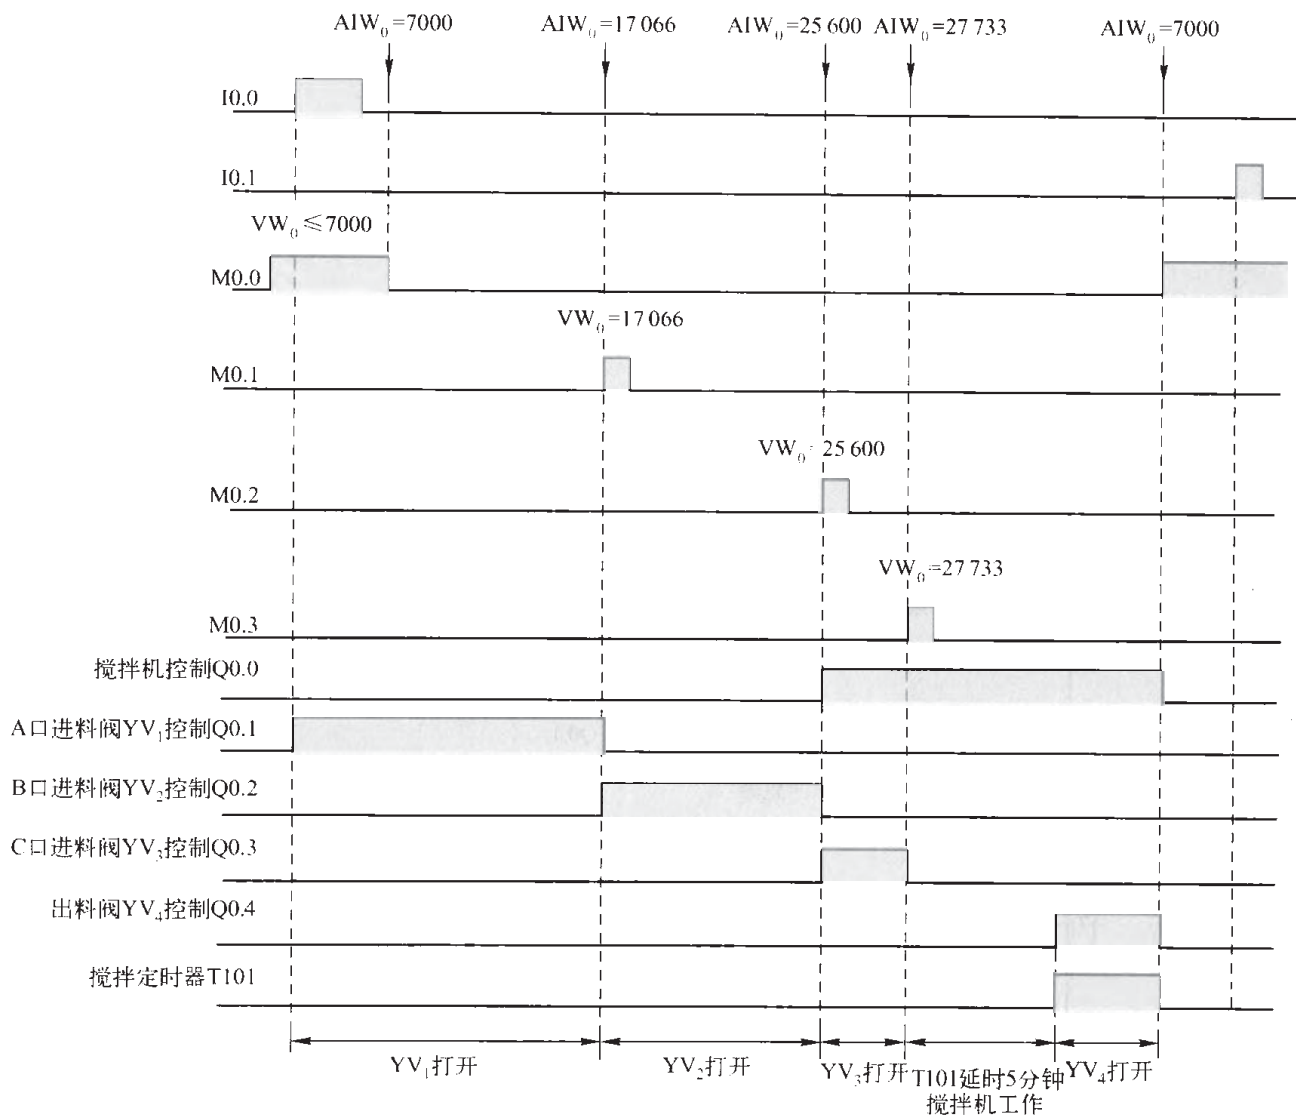 AIW₀=7000 AIW₀=17 066 AIW₀=25 600 AIW₀=27 733 AIW₀=7000
I0.0
I0.1
VW₀≤7000
M0.0
VW₀=17 066
M0.1
VW₀=25 600
M0.2
VW₀=27 733
M0.3
搅拌机控制Q0.0
A口进料阀YV₁控制Q0.1
B口进料阀YV₂控制Q0.2
C口进料阀YV₃控制Q0.3
出料阀YV₄控制Q0.4
搅拌定时器T101
YV₁打开 YV₂打开 YV₃打开 T101延时5分钟 YV₄打开
搅拌机工作